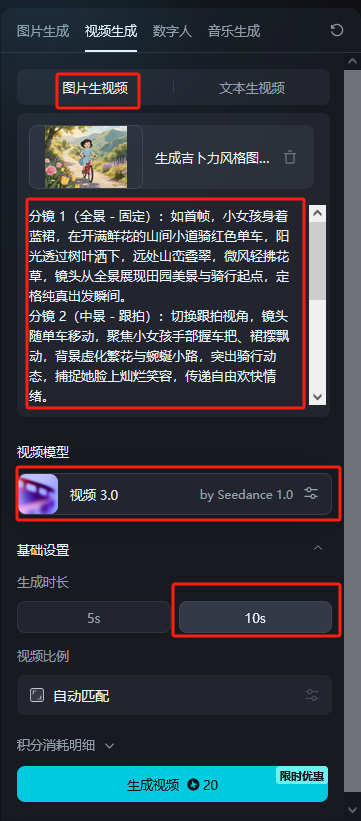 图片生成 视频生成 数字人 音乐生成
图片生视频 文本生视频
生成吉卜力风格图...
分镜 1（全景 - 固定）：如首帧，小女孩身着
蓝裙，在开满鲜花的山间小道骑红色单车，阳
光透过树叶洒下，远处山峦叠翠，微风轻拂花
草，镜头从全景展现田园美景与骑行起点，定
格纯真出发瞬间。
分镜 2（中景 - 跟拍）：切换跟拍视角，镜头
随单车移动，聚焦小女孩手部握车把、裙摆飘
动，背景虚化繁花与蜿蜒小路，突出骑行动
态，捕捉她脸上灿烂笑容，传递自由欢快情
绪。
视频模型
视频 3.0 by Seedance 1.0
基础设置
生成时长
5s 10s
视频比例
自动匹配
积分消耗明细
限时优惠
生成视频 20